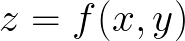 z = f(x, y)